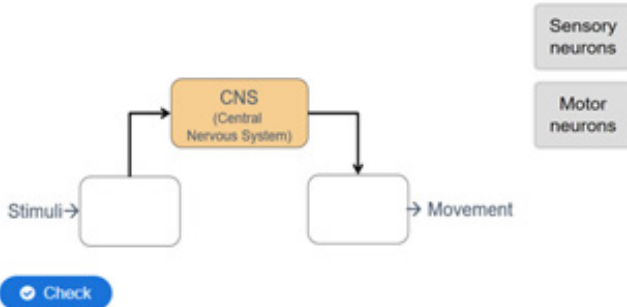 Sensory
neurons
CNS
(Central
Nervous System)
Motor
neurons
Stimuli→
→ Movement
Check